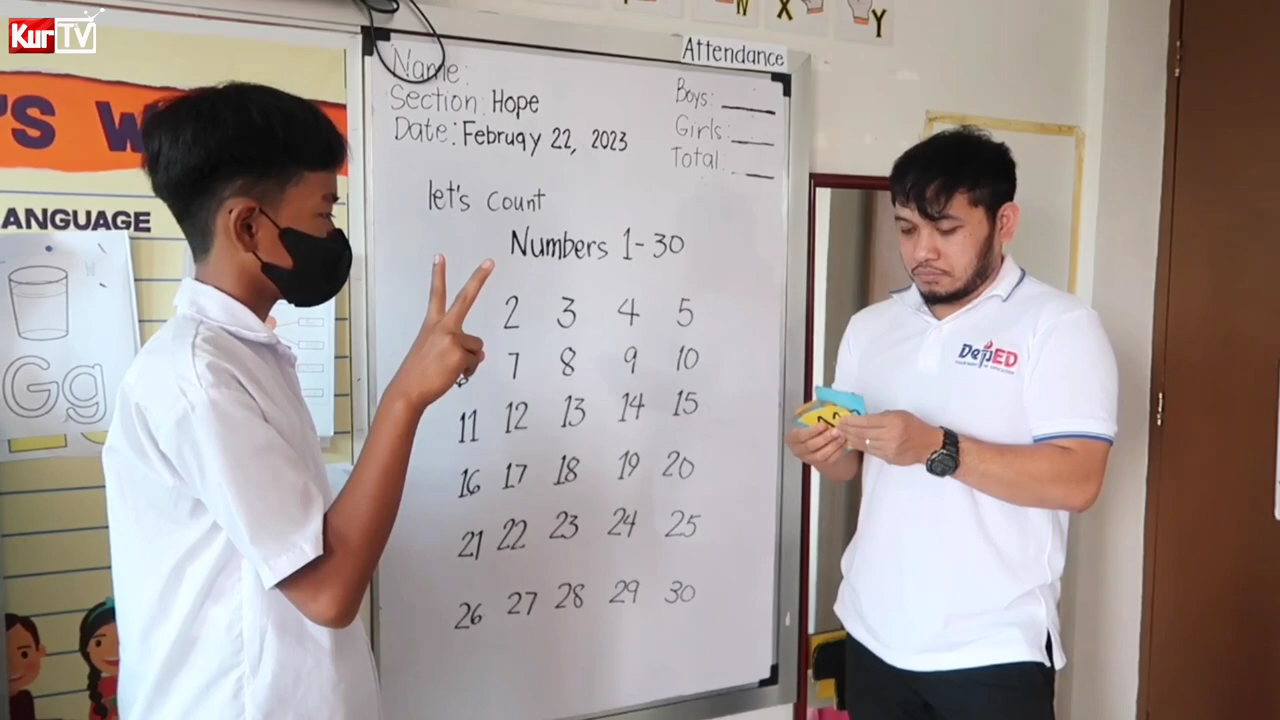 Kur TV
'S W
ANGUAGE
Gg
N X Y
Attendance
Name:
Section: Hope
Date: Februay 22, 2023
Boys:
Girls:
Total
let's count
Numbers 1-30
2 3 4 5
7 8 9 10
11 12 13 14 15
16 17 18 19 20
21 22 23 24 25
26 27 28 29 30
DepED